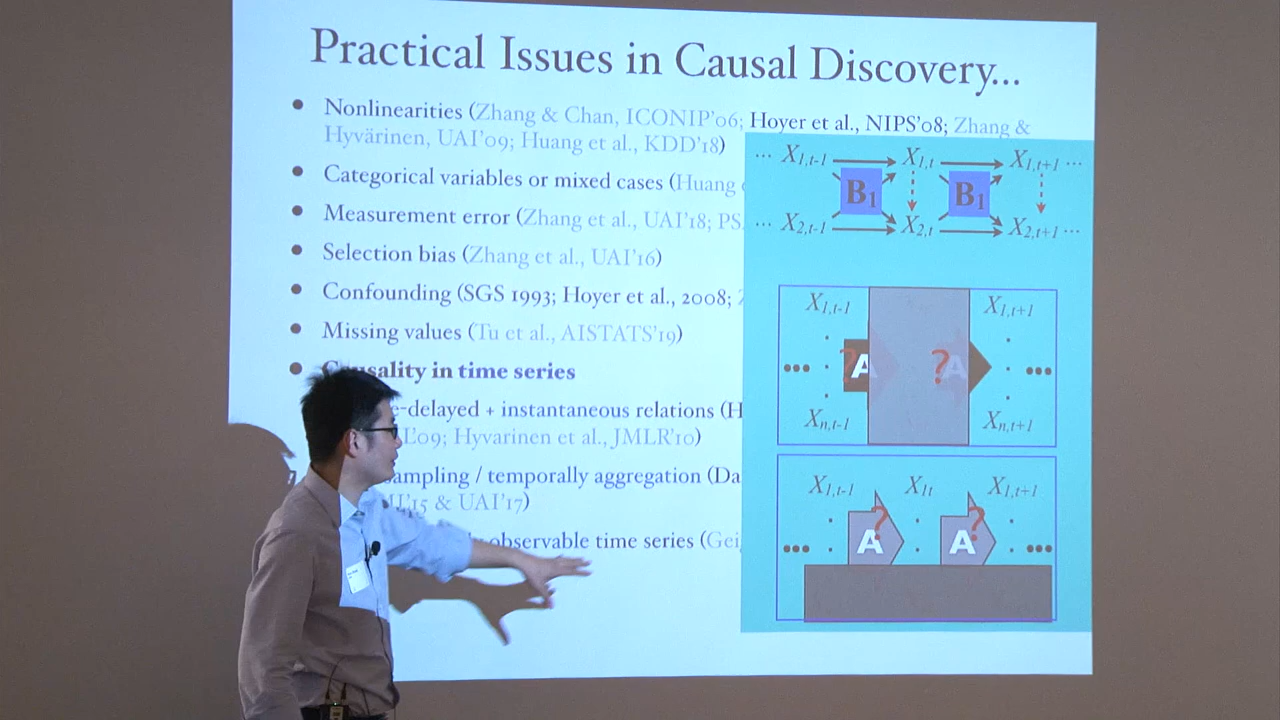 Practical Issues in Causal Discovery...
• Nonlinearities (Zhang & Chan, ICONIP'06; Hoyer et al., NIPS'08; Zhang &
Hyvärinen, UAI'09; Huang et al., KDD'18)
• Categorical variables or mixed cases (Huang
• Measurement error (Zhang et al., UAI'18; PS
• Selection bias (Zhang et al., UAI'16)
• Confounding (SGS 1993; Hoyer et al., 2008;
• Missing values (Tu et al., AISTATS'19)
• Causality in time series
-delayed + instantaneous relations (H
'09; Hyvarinen et al., JMLR'10)
ampling / temporally aggregation (Da
'15 & UAI'17)
observable time series (Gei
... X1,t-1 X1,t X1,t+1 ...
B1 B1
... X2,t-1 X2,t X2,t+1 ...
X1,t-1 X1,t+1
? A ? A
... ...
Xn,t-1 Xn,t+1
X1,t-1 X1t X1,t+1
? ?
... A A ...